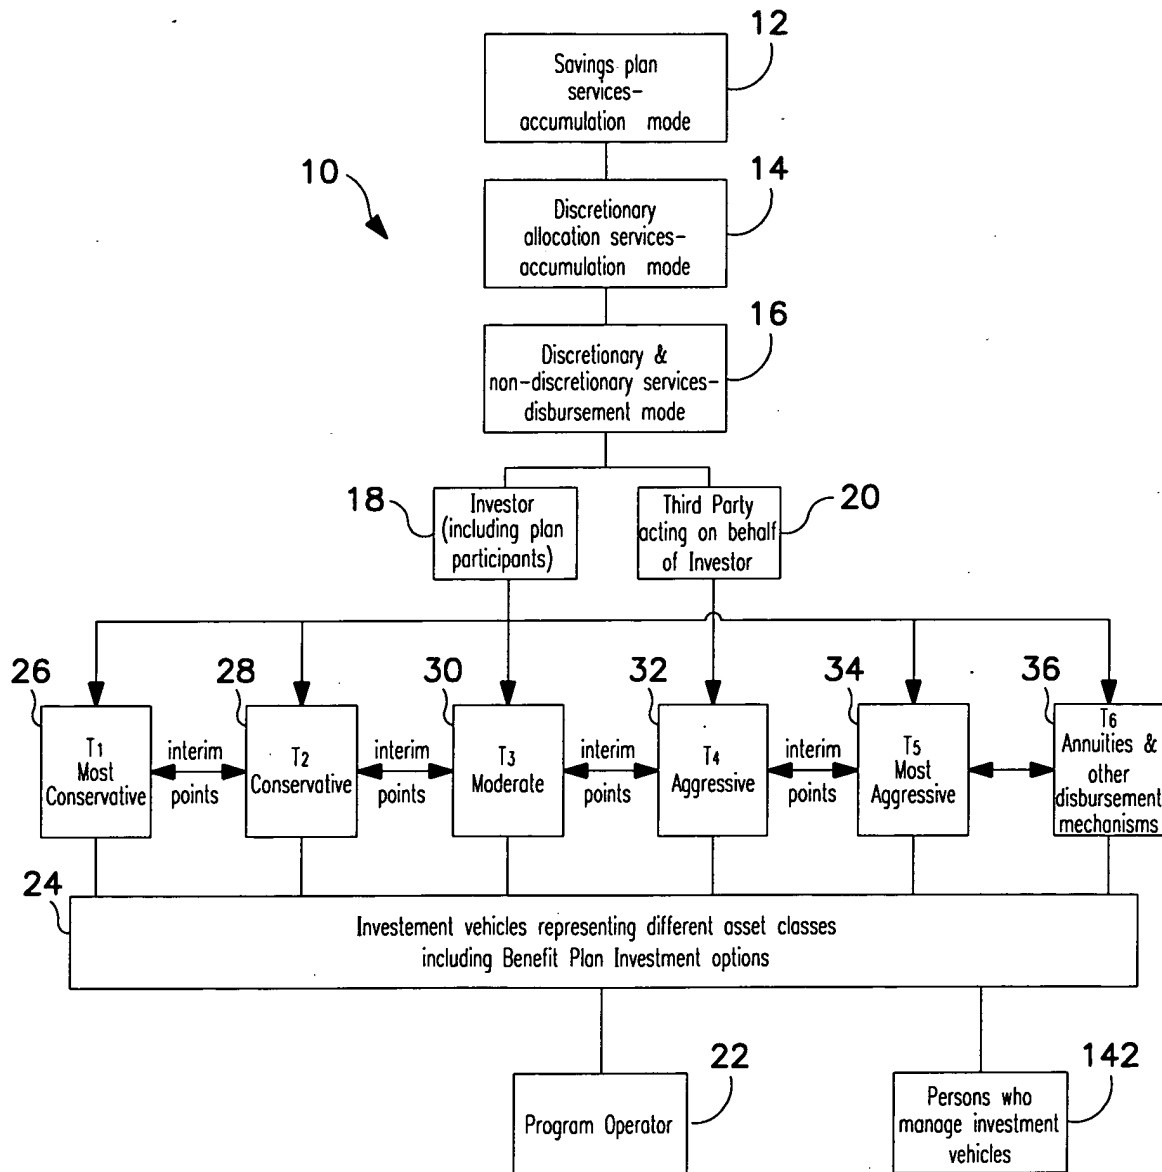 12
Savings plan
services-
accumulation mode
10
14
Discretionary
allocation services-
accumulation mode
16
Discretionary &
non-discretionary services-
disbursement mode
18
Investor
(including plan
participants)
Third Party
acting on behalf
of Investor
20
26
28
30
32
34
36
T1
Most
Conservative
interim
points
T2
Conservative
interim
points
T3
Moderate
interim
points
T4
Aggressive
interim
points
T5
Most
Aggressive
T6
Annuities &
other
disbursement
mechanisms
24
Investement vehicles representing different asset classes
including Benefit Plan Investment options
22
Program Operator
142
Persons who
manage investment
vehicles